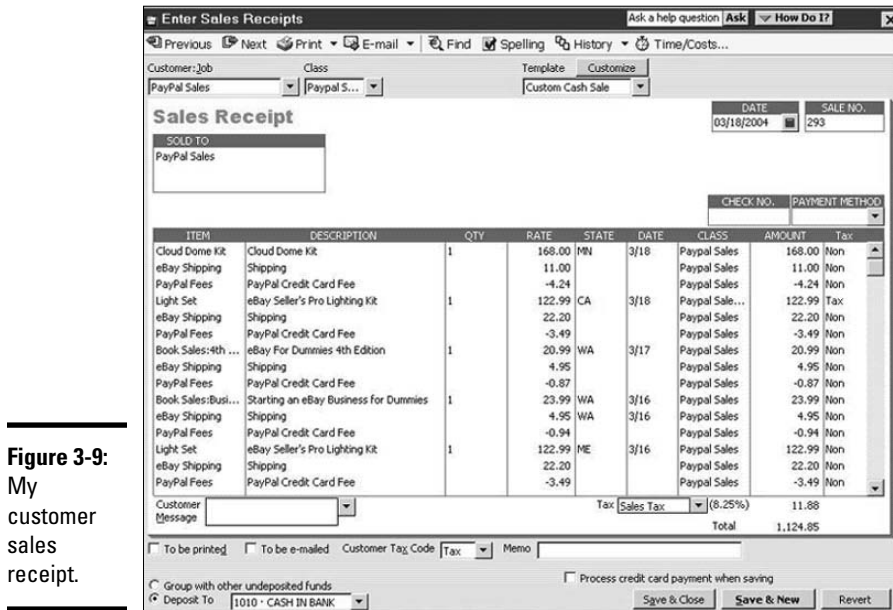 Enter Sales Receipts Ask a help question Ask How Do I? X
Previous Next Print E-mail Find Spelling History Time/Costs...
Customer:Job Class Template Customize
PayPal Sales Paypal S... Custom Cash Sale
Sales Receipt
DATE SALE NO.
03/18/2004 293
SOLD TO
PayPal Sales
CHECK NO. PAYMENT METHOD
ITEM DESCRIPTION QTY RATE STATE DATE CLASS AMOUNT Tax
Cloud Dome Kit Cloud Dome Kit 1 168.00 MN 3/18 Paypal Sales 168.00 Non
eBay Shipping Shipping 11.00 Paypal Sales 11.00 Non
PayPal Fees PayPal Credit Card Fee -4.24 Paypal Sales -4.24 Non
Light Set eBay Seller's Pro Lighting Kit 1 122.99 CA 3/18 Paypal Sale... 122.99 Tax
eBay Shipping Shipping 22.20 Paypal Sales 22.20 Non
PayPal Fees PayPal Credit Card Fee -3.49 Paypal Sales -3.49 Non
Book Sales:4th ... eBay For Dummies 4th Edition 1 20.99 WA 3/17 Paypal Sales 20.99 Non
eBay Shipping Shipping 4.95 Paypal Sales 4.95 Non
PayPal Fees PayPal Credit Card Fee -0.87 Paypal Sales -0.87 Non
Book Sales:Busi... Starting an eBay Business for Dummies 1 23.99 WA 3/16 Paypal Sales 23.99 Non
eBay Shipping Shipping 4.95 WA 3/16 Paypal Sales 4.95 Non
PayPal Fees PayPal Credit Card Fee -0.94 Paypal Sales -0.94 Non
Light Set eBay Seller's Pro Lighting Kit 1 122.99 ME 3/16 Paypal Sales 122.99 Non
eBay Shipping Shipping 22.20 Paypal Sales 22.20 Non
PayPal Fees PayPal Credit Card Fee -3.49 Paypal Sales -3.49 Non
Customer Message Tax Sales Tax (8.25%) 11.88
Total 1,124.85
To be printed To be e-mailed Customer Tax Code Tax Memo
Process credit card payment when saving
Group with other undeposited funds
Deposit To 1010 · CASH IN BANK Save & Close Save & New Revert
Figure 3-9:
My
customer
sales
receipt.